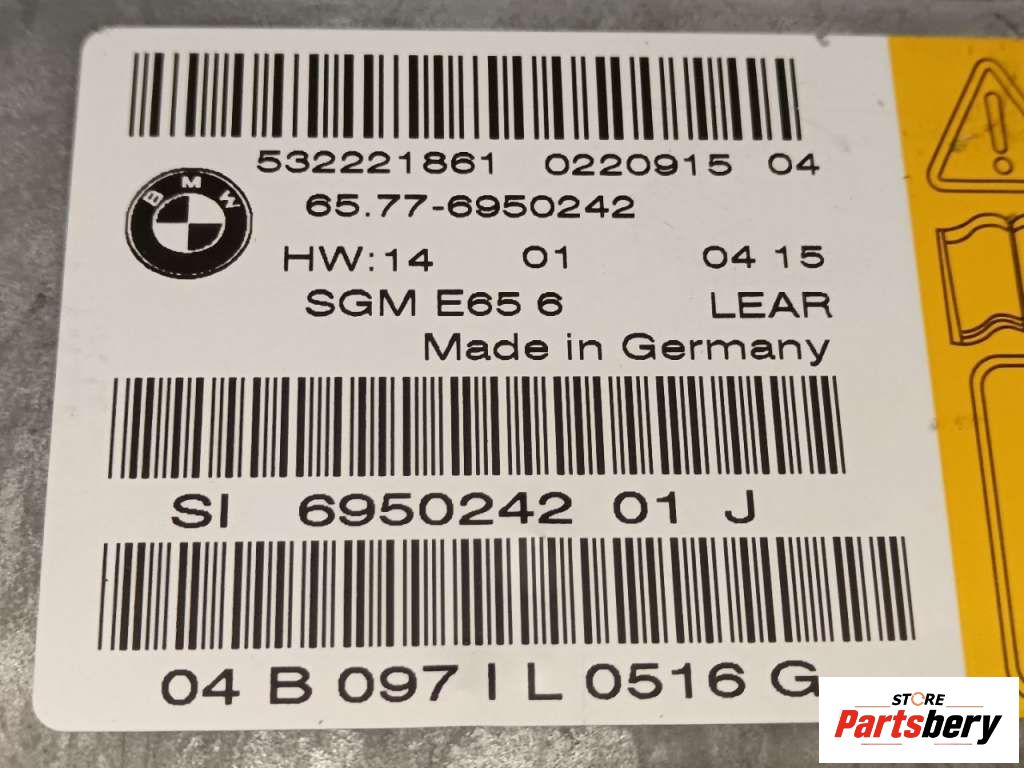 532221861 0220915 04
BMW
65.77-6950242
HW:14 01 04 15
SGM E65 6 LEAR
Made in Germany
SI 6950242 01 J
04 B 097 I L 0516 G
STORE
Partsbery